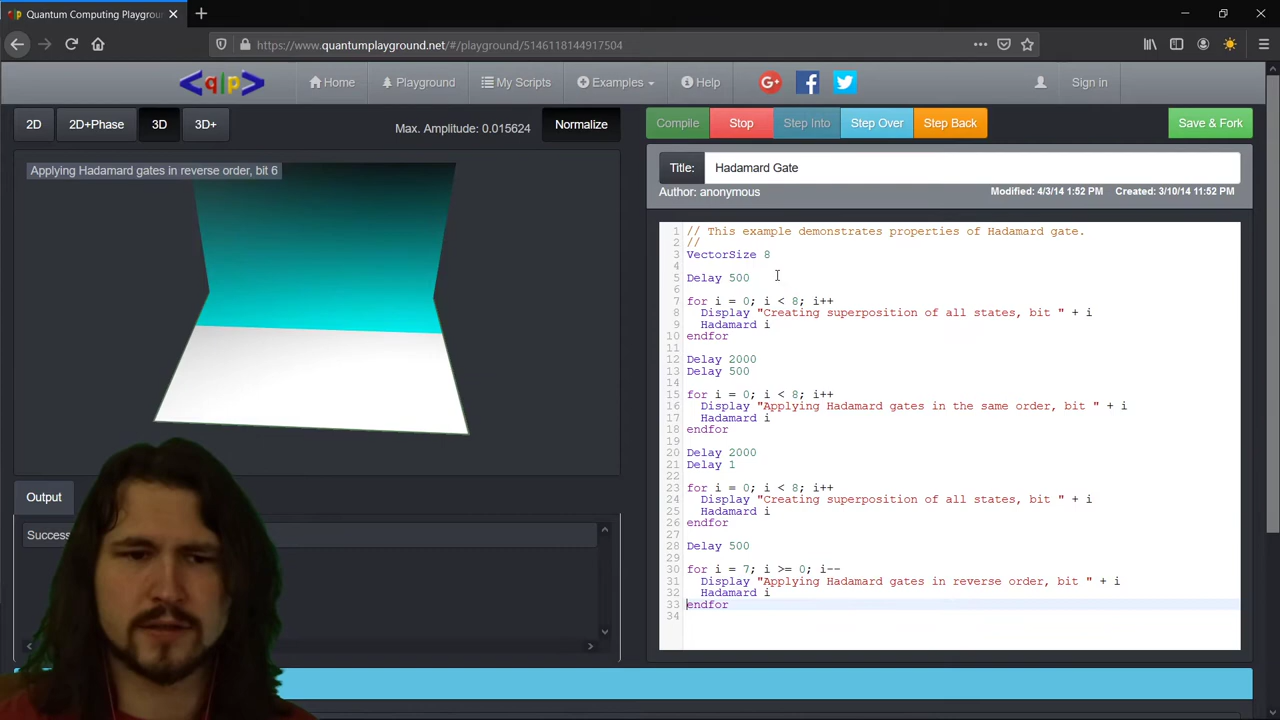 Quantum Computing Playgrou
https://www.quantumplayground.net/#/playground/5146118144917504
<q|p>
Home
Playground
My Scripts
Examples
Help
Sign in
2D
2D+Phase
3D
3D+
Max. Amplitude: 0.015624
Normalize
Compile
Stop
Step Into
Step Over
Step Back
Save & Fork
Applying Hadamard gates in reverse order, bit 6
Title:
Hadamard Gate
Author: anonymous
Modified: 4/3/14 1:52 PM
Created: 3/10/14 11:52 PM
1 // This example demonstrates properties of Hadamard gate.
2 //
3 VectorSize 8
4
5 Delay 500
6
7 for i = 0; i < 8; i++
8 Display "Creating superposition of all states, bit " + i
9 Hadamard i
10 endfor
11
12 Delay 2000
13 Delay 500
14
15 for i = 0; i < 8; i++
16 Display "Applying Hadamard gates in the same order, bit " + i
17 Hadamard i
18 endfor
19
20 Delay 2000
21 Delay 1
22
23 for i = 0; i < 8; i++
24 Display "Creating superposition of all states, bit " + i
25 Hadamard i
26 endfor
27
28 Delay 500
29
30 for i = 7; i >= 0; i--
31 Display "Applying Hadamard gates in reverse order, bit " + i
32 Hadamard i
33 endfor
34
Output
Success